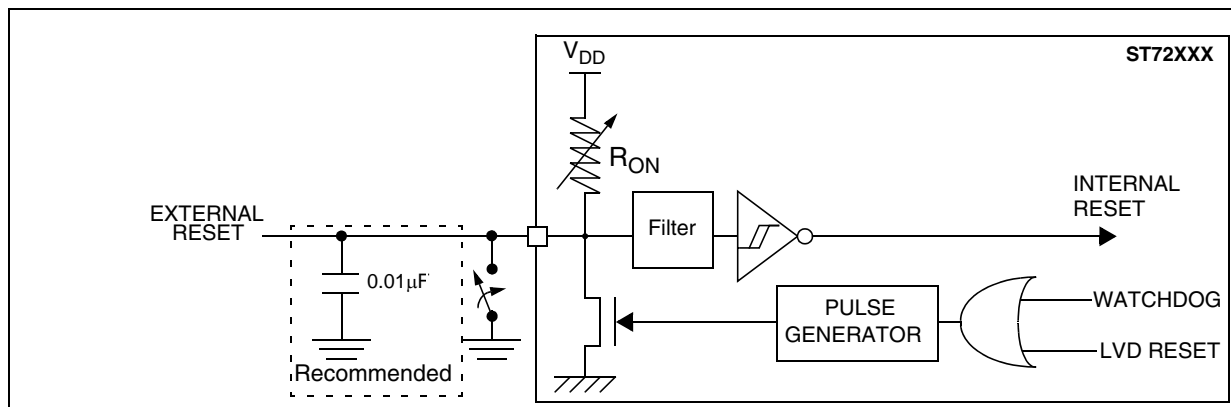 ST72XXX
VDD
RON
INTERNAL
RESET
EXTERNAL
RESET
Filter
0.01µF
PULSE
GENERATOR
WATCHDOG
LVD RESET
Recommended